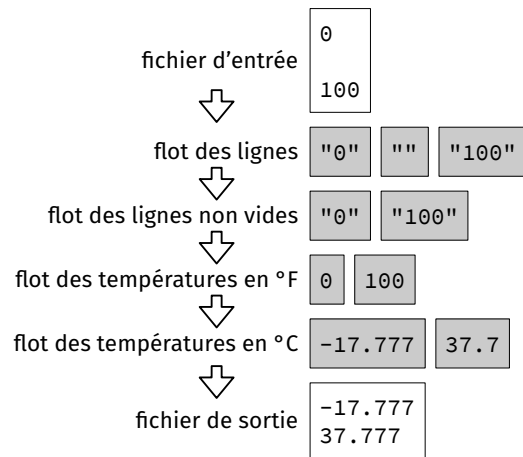 fichier d'entrée
0
100
flot des lignes "0" "" "100"
flot des lignes non vides "0" "100"
flot des températures en °F 0 100
flot des températures en °C -17.777 37.7
fichier de sortie
-17.777
37.777